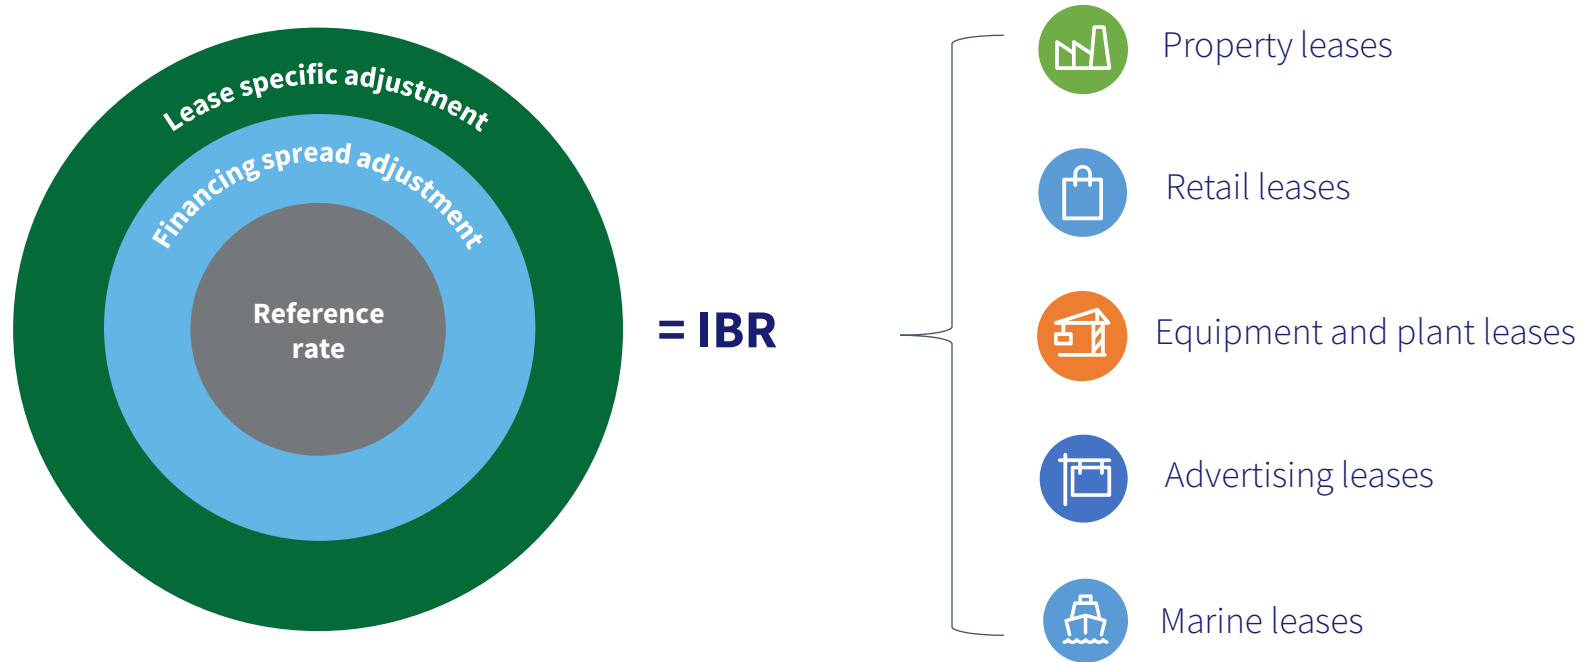 Lease specific adjustment
Financing spread adjustment
Reference
rate
= IBR
Property leases
Retail leases
Equipment and plant leases
Advertising leases
Marine leases